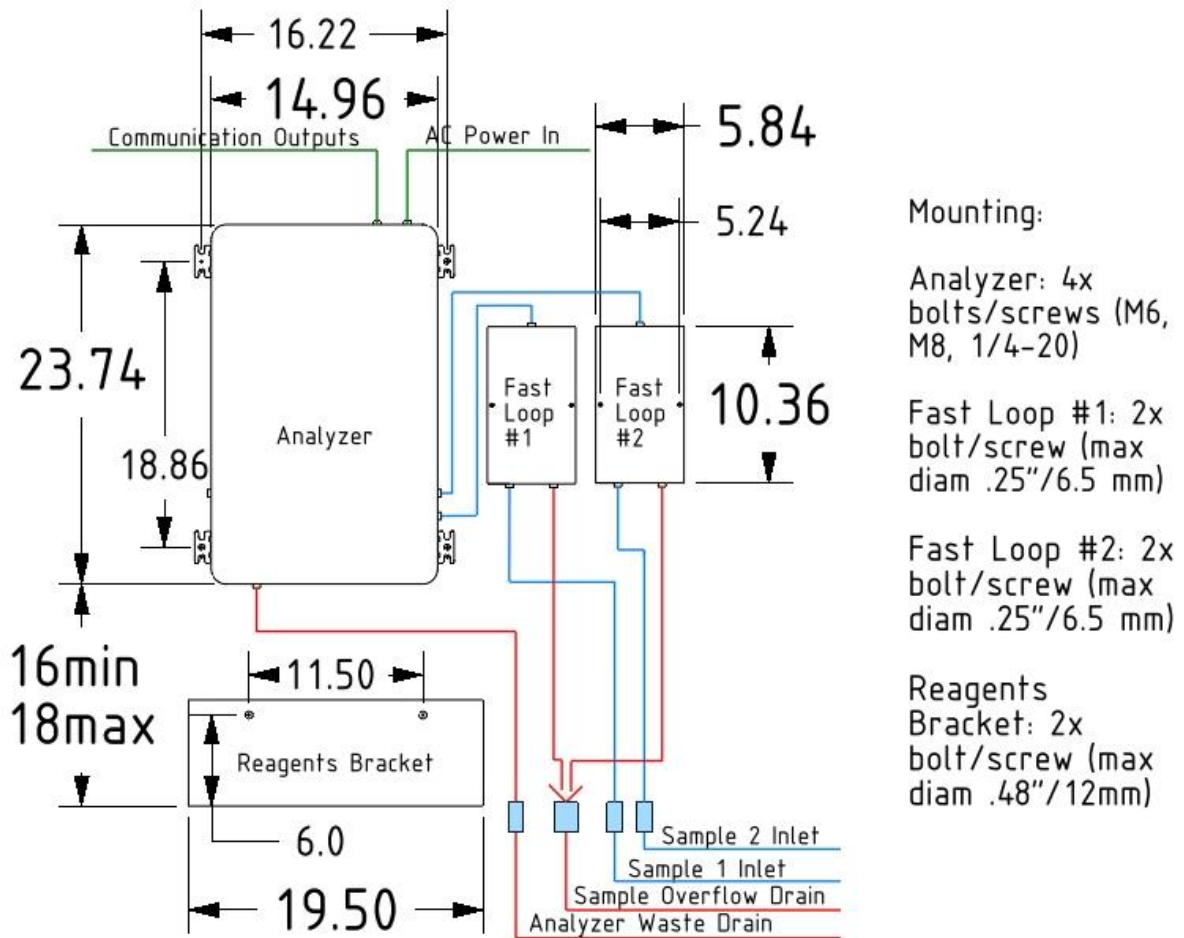 16.22
14.96
Communication Outputs
AC Power In
5.84
5.24
23.74
18.86
Analyzer
Fast
Loop
#1
Fast
Loop
#2
10.36
16min
18max
11.50
Reagents Bracket
6.0
19.50
Sample 2 Inlet
Sample 1 Inlet
Sample Overflow Drain
Analyzer Waste Drain
Mounting:
Analyzer: 4x
bolts/screws (M6,
M8, 1/4-20)
Fast Loop #1: 2x
bolt/screw (max
diam .25"/6.5 mm)
Fast Loop #2: 2x
bolt/screw (max
diam .25"/6.5 mm)
Reagents
Bracket: 2x
bolt/screw (max
diam .48"/12mm)